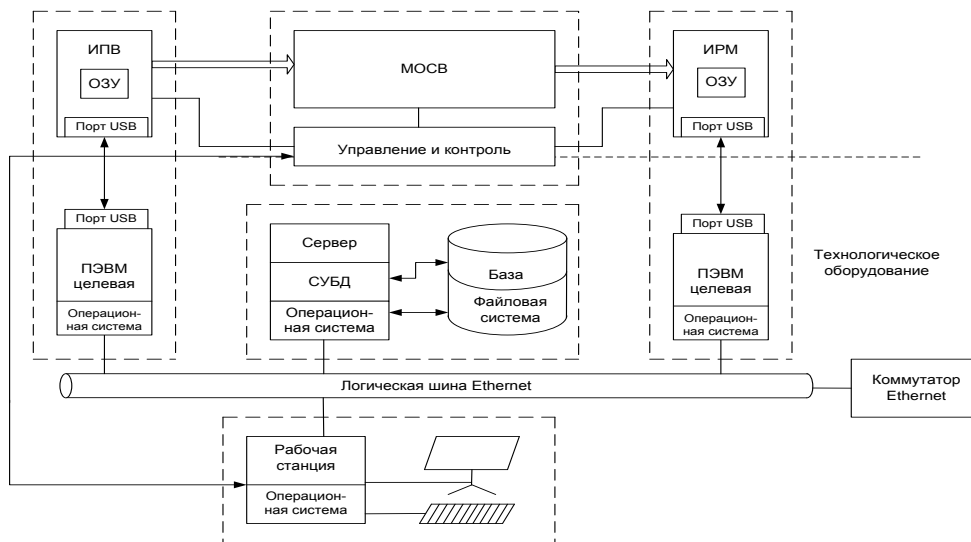 ИПВ
ОЗУ
Порт USB
МОСВ
Управление и контроль
ИРМ
ОЗУ
Порт USB
Порт USB
ПЭВМ
целевая
Операцион-
ная система
Сервер
СУБД
Операцион-
ная система
База
Файловая
система
Порт USB
ПЭВМ
целевая
Операцион-
ная система
Технологическое
оборудование
Логическая шина Ethernet
Коммутатор
Ethernet
Рабочая
станция
Операцион-
ная система